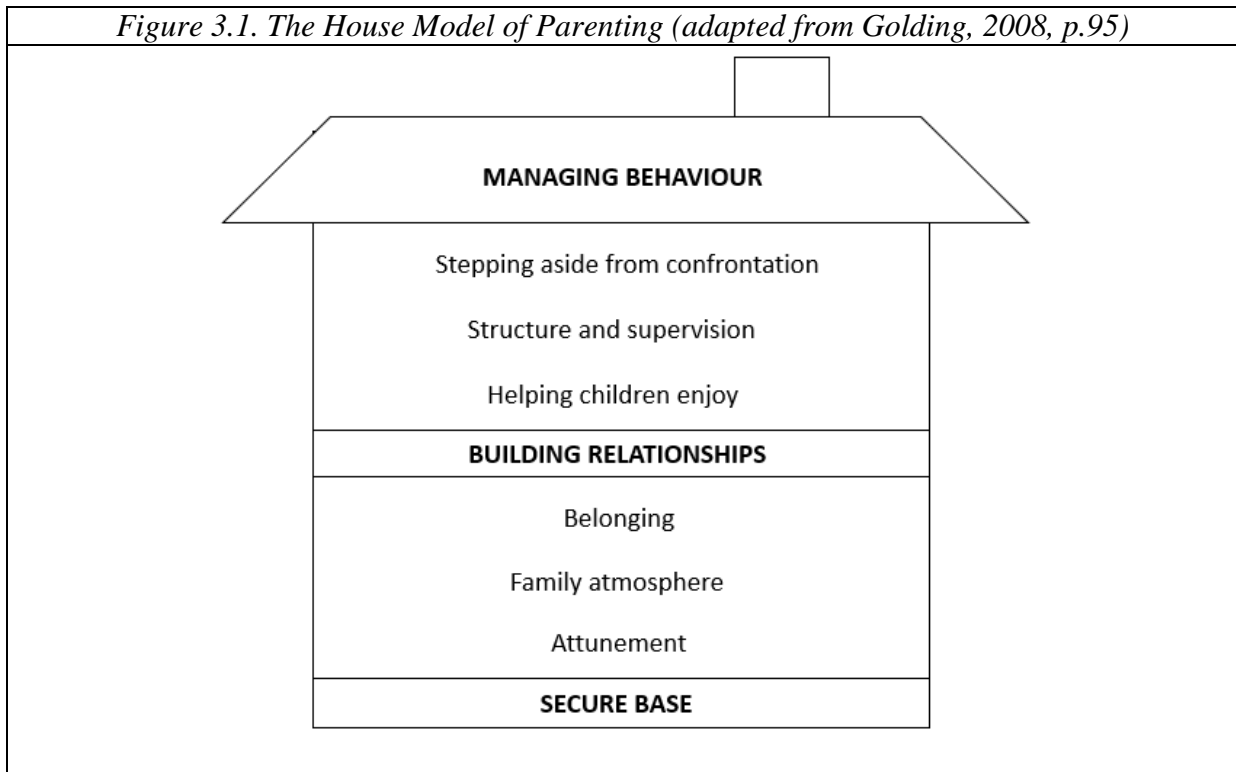 Figure 3.1. The House Model of Parenting (adapted from Golding, 2008, p.95)
MANAGING BEHAVIOUR
Stepping aside from confrontation
Structure and supervision
Helping children enjoy
BUILDING RELATIONSHIPS
Belonging
Family atmosphere
Attunement
SECURE BASE